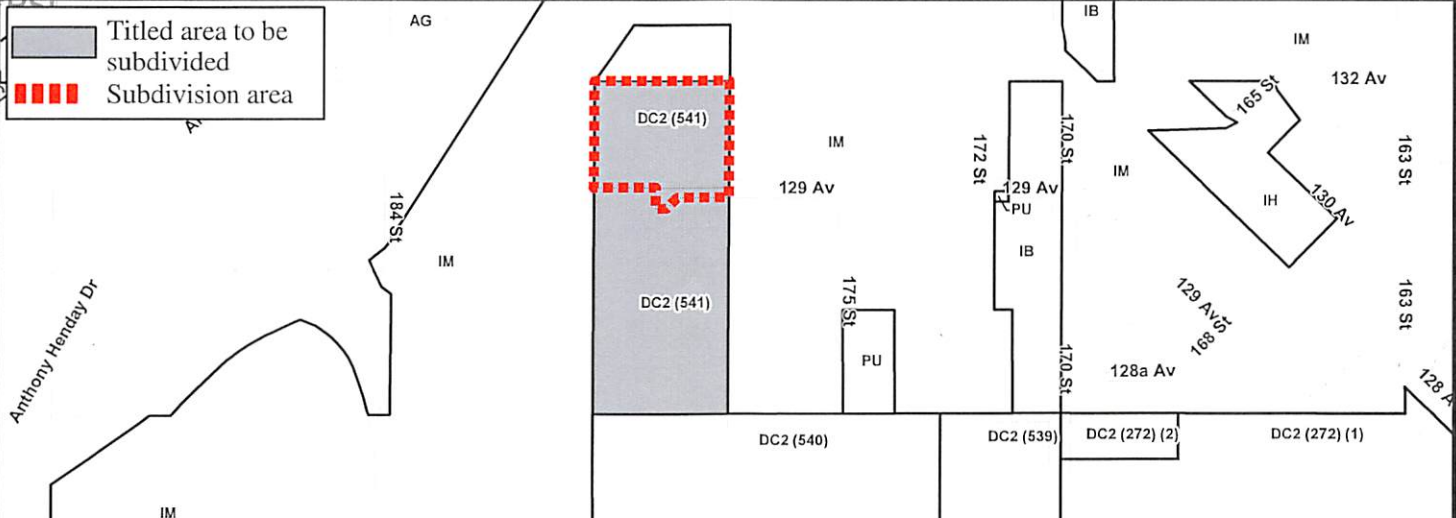 Titled area to be
subdivided
Subdivision area
AG
IB
IM
132 Av
165 St
DC2 (541)
IM
172 St
170 St
IM
163 St
129 Av
129 Av
PU
130 Av
IH
184 St
IM
IB
DC2 (541)
175 St
129 Av
168 St
163 St
Anthony Henday Dr
PU
170 St
128a Av
128 A
DC2 (540)
DC2 (539)
DC2 (272) (2)
DC2 (272) (1)
IM